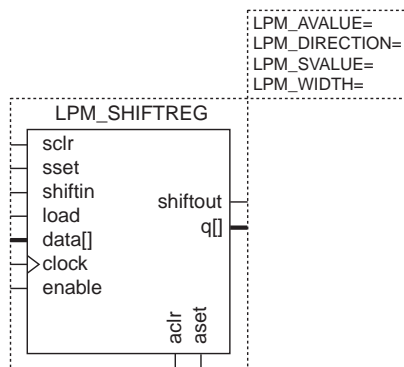 LPM_AVALUE=
LPM_DIRECTION=
LPM_SVALUE=
LPM_WIDTH=
LPM_SHIFTREG
sclr
sset
shiftin
load
data[]
clock
enable
shiftout
q[]
aclr
aset